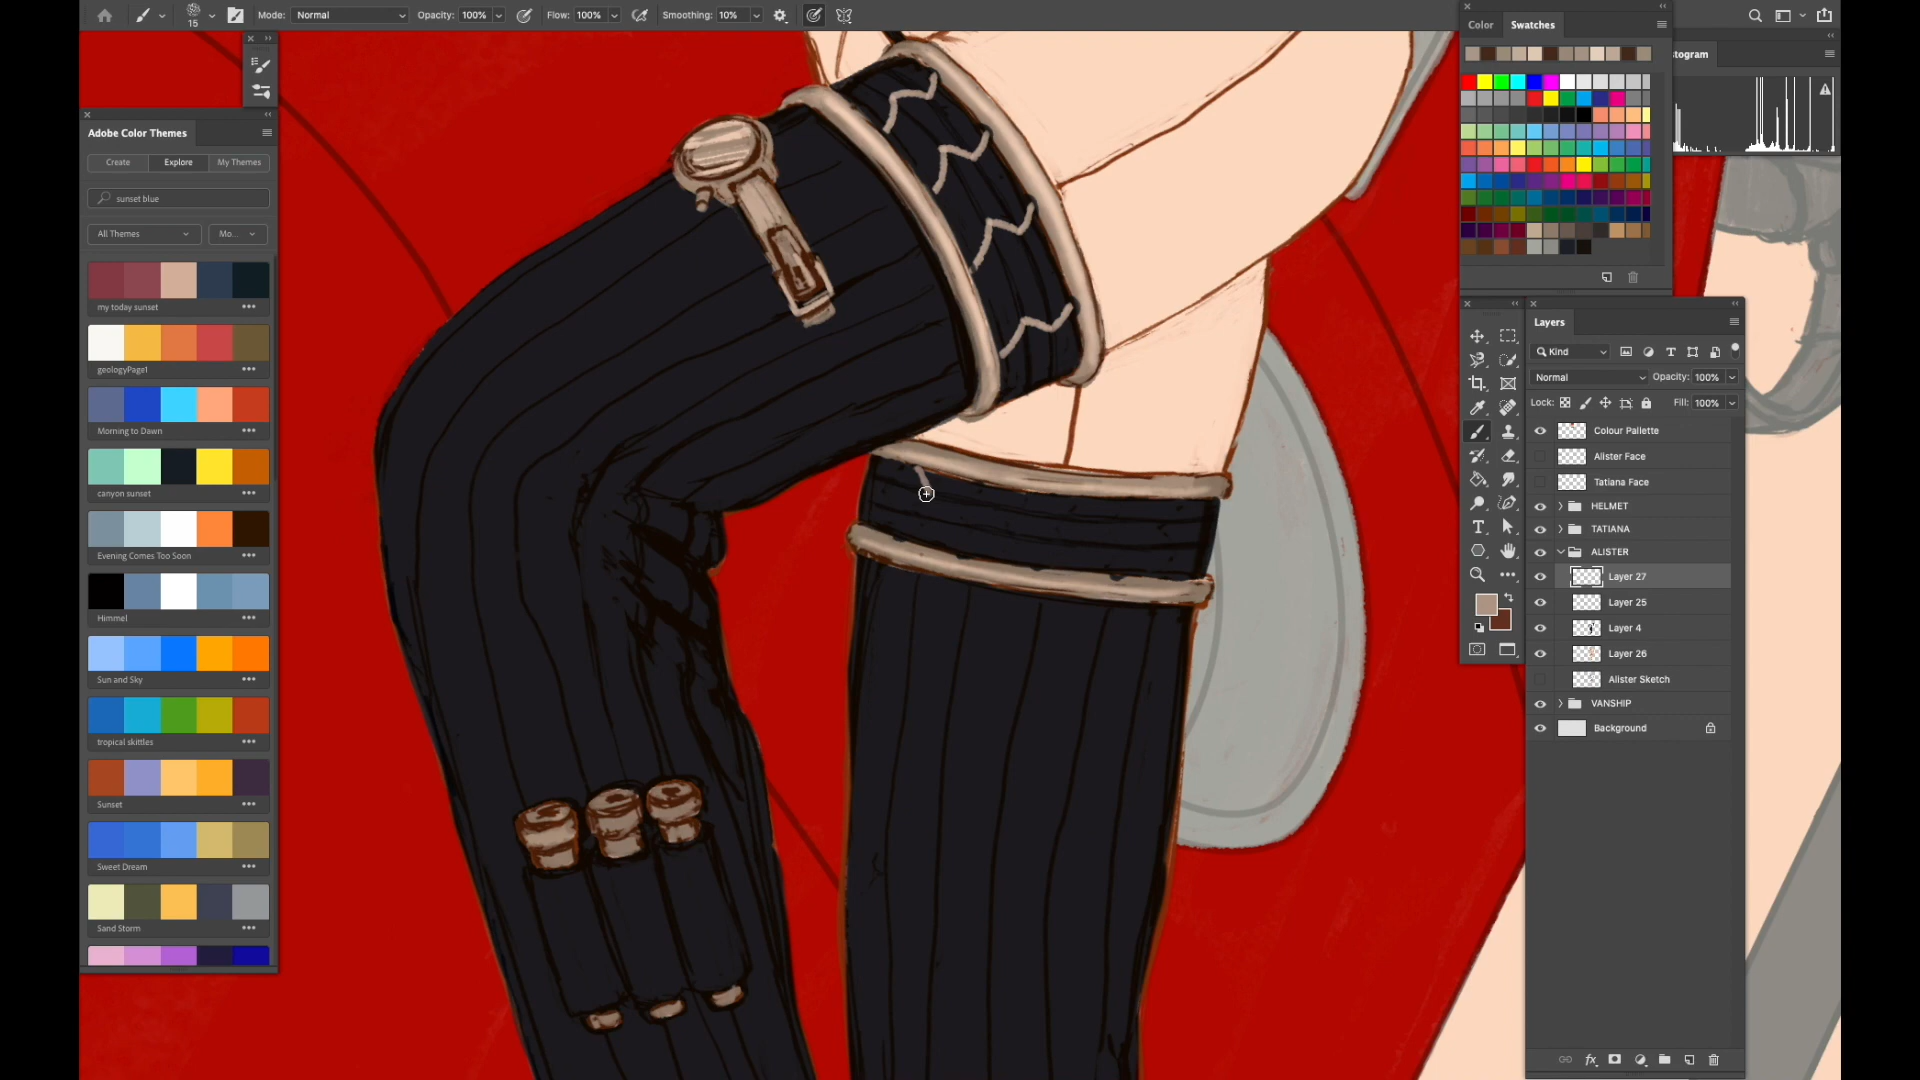 15
Mode: Normal
Opacity: 100%
Flow: 100%
Smoothing: 10%
Color
Swatches
stogram
Adobe Color Themes
Create
Explore
My Themes
sunset blue
All Themes
Mo...
my today sunset
geologyPage1
Morning to Dawn
canyon sunset
Evening Comes Too Soon
Himmel
Sun and Sky
tropical skittles
Sunset
Sweet Dream
Sand Storm
Layers
Kind
Normal
Opacity: 100%
Lock:
Fill: 100%
Colour Pallette
Alister Face
Tatiana Face
HELMET
TATIANA
ALISTER
Layer 27
Layer 25
Layer 4
Layer 26
Alister Sketch
VANSHIP
Background
fx